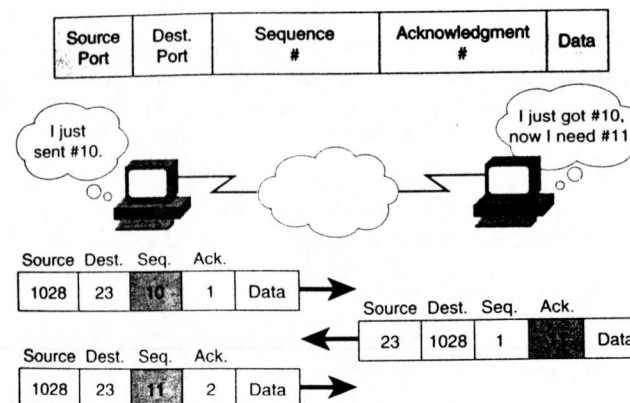 Source Port
Dest. Port
Sequence #
Acknowledgment #
Data
I just
sent #10.
I just got #10,
now I need #11
Source Dest. Seq. Ack.
1028 23 10 1 Data
Source Dest. Seq. Ack.
23 1028 1 Data
Source Dest. Seq. Ack.
1028 23 11 2 Data